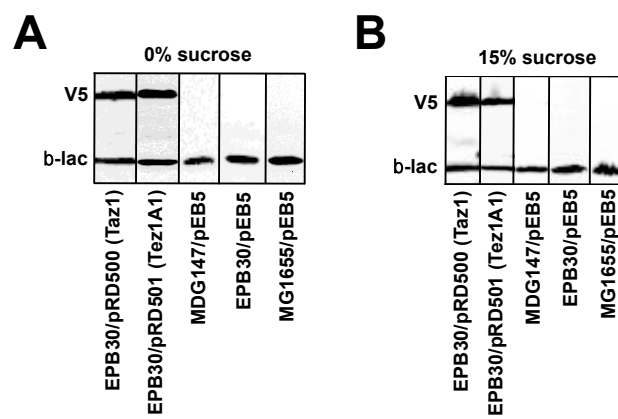 A
0% sucrose
V5
b-lac
EPB30/pRD500 (Taz1)
EPB30/pRD501 (Tez1A1)
MDG147/pEB5
EPB30/pEB5
MG1655/pEB5
B
15% sucrose
V5
b-lac
EPB30/pRD500 (Taz1)
EPB30/pRD501 (Tez1A1)
MDG147/pEB5
EPB30/pEB5
MG1655/pEB5